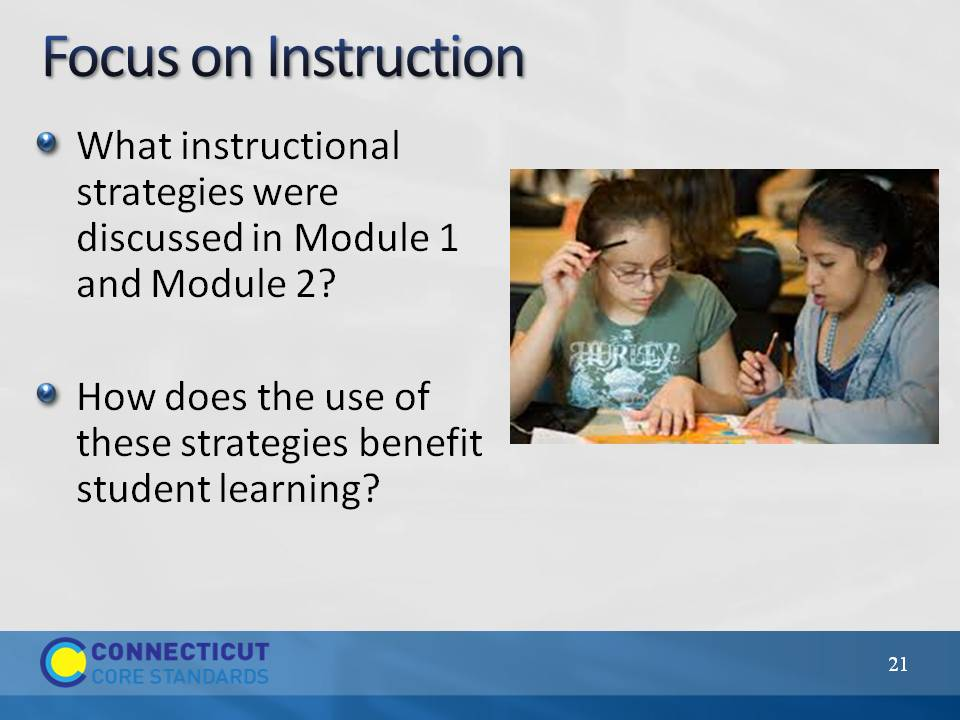 Focus on Instruction
What instructional
strategies were
discussed in Module 1
and Module 2?
How does the use of
these strategies benefit
student learning?
HURLEY
CONNECTICUT
CORE STANDARDS
21